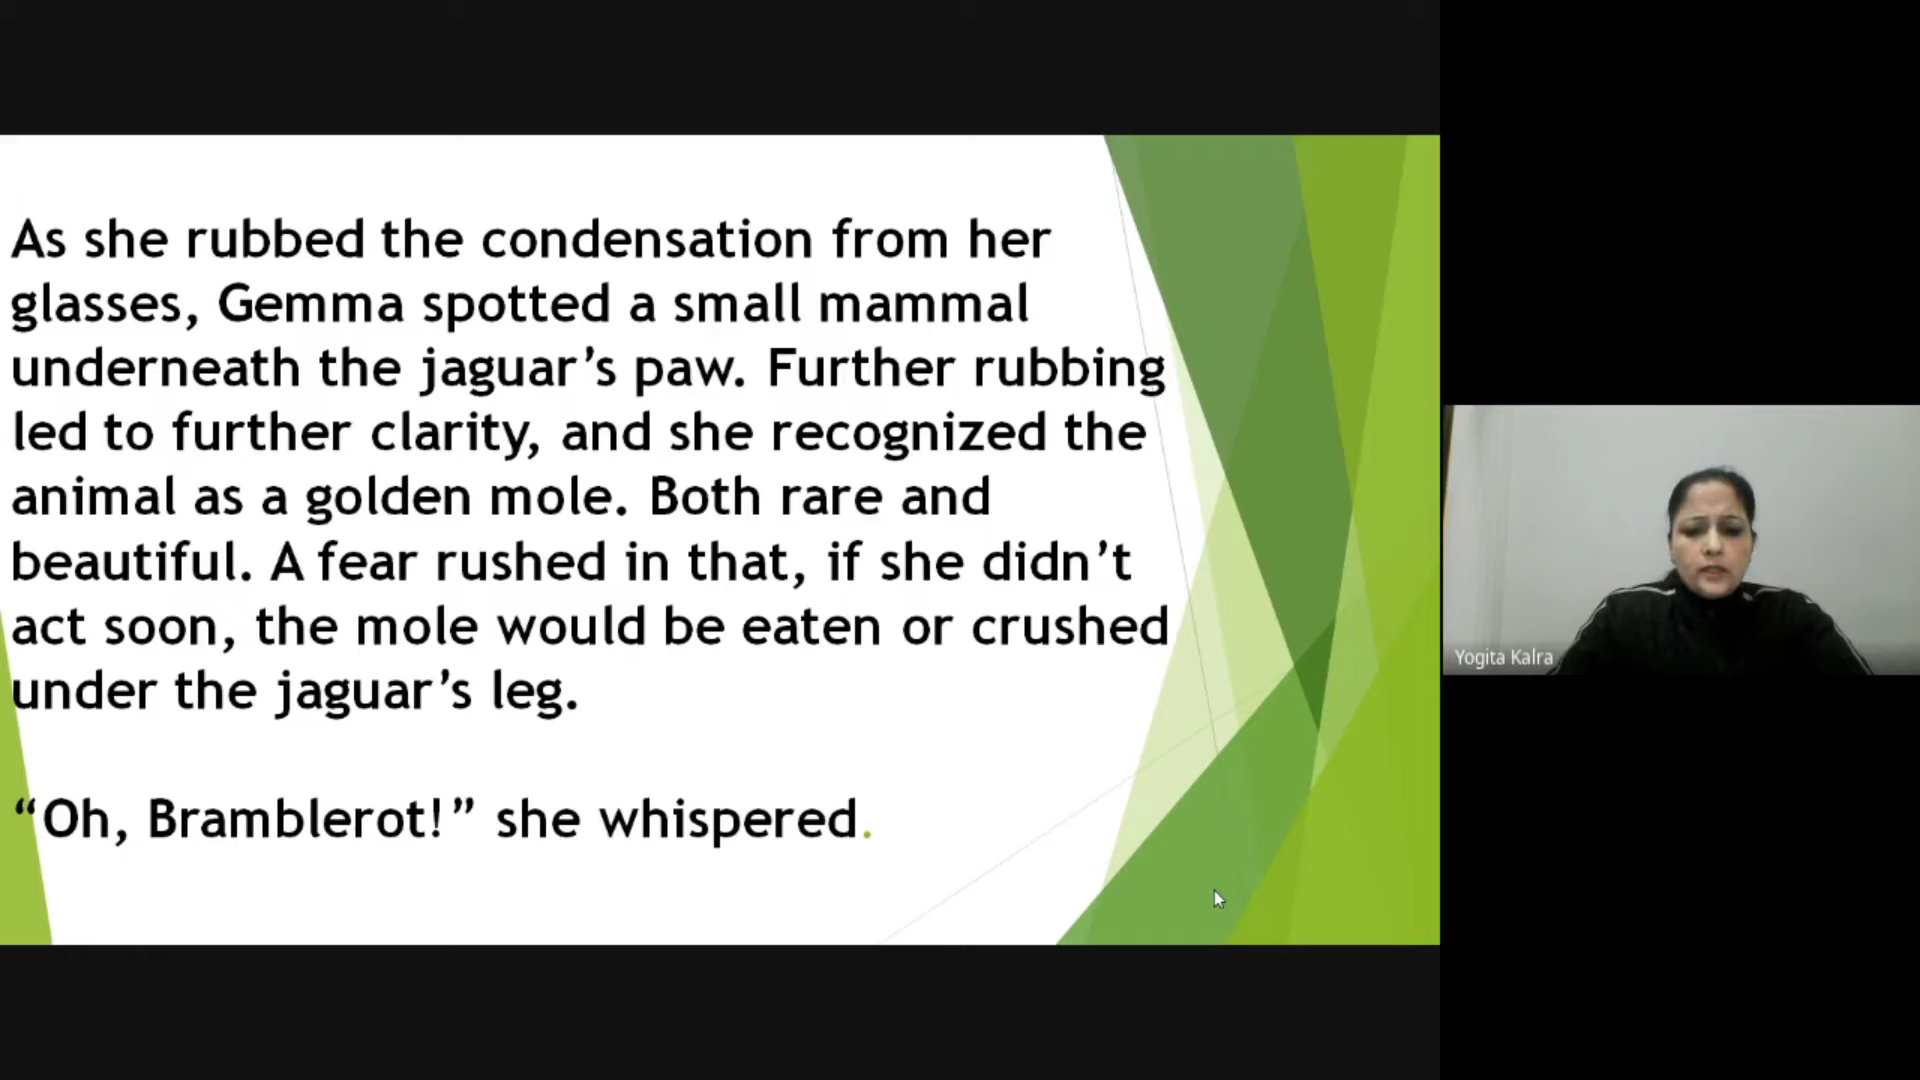 As she rubbed the condensation from her
glasses, Gemma spotted a small mammal
underneath the jaguar’s paw. Further rubbing
led to further clarity, and she recognized the
animal as a golden mole. Both rare and
beautiful. A fear rushed in that, if she didn’t
act soon, the mole would be eaten or crushed
under the jaguar’s leg.
“Oh, Bramblerot!” she whispered.
Yogita Kalra